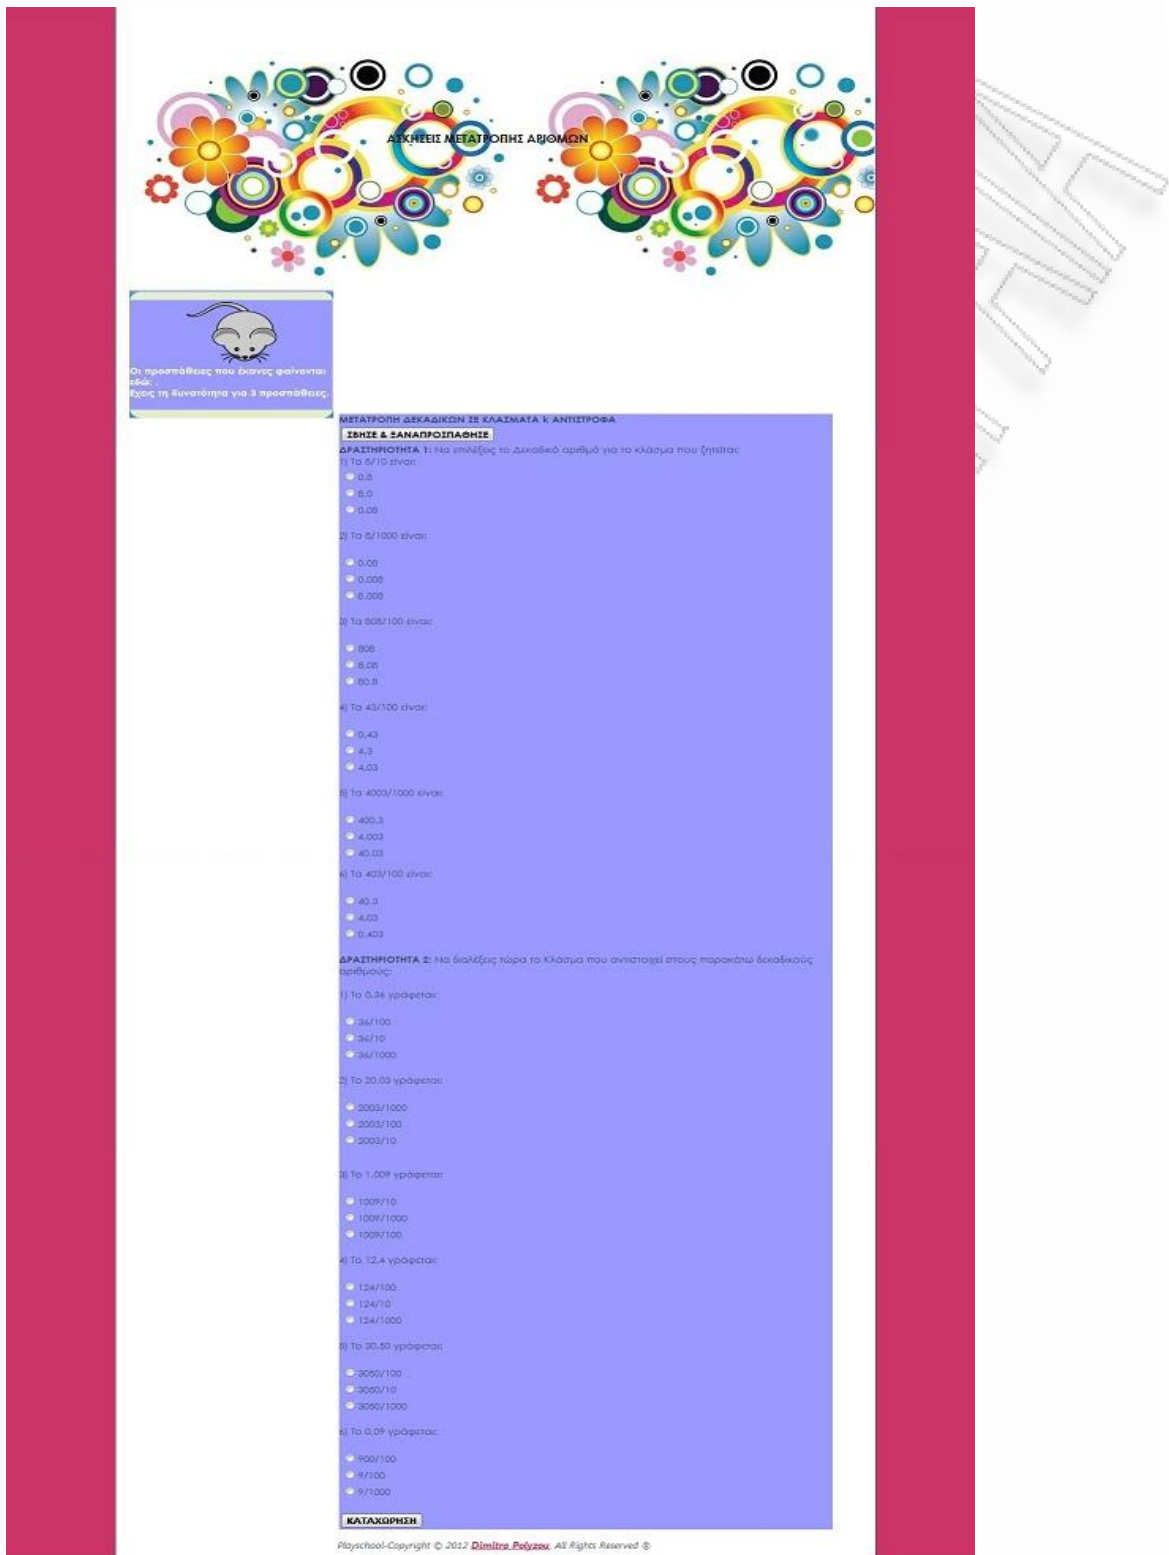 ΑΣΚΗΣΕΙΣ ΜΕΤΑΤΡΟΠΗΣ ΑΡΙΘΜΩΝ
Οι προσπάθειες που έκανες φαίνονται
εδώ: .
Εχεις τη δυνατότητα για 3 προσπάθειες.
ΜΕΤΑΤΡΟΠΗ ΔΕΚΑΔΙΚΩΝ ΣΕ ΚΛΑΣΜΑΤΑ k ΑΝΤΙΣΤΡΟΦΑ
ΣΒΗΣΕ & ΞΑΝΑΠΡΟΣΠΑΘΗΣΕ
ΔΡΑΣΤΗΡΙΟΤΗΤΑ 1: Να επιλέξεις το Δεκαδικό αριθμό για το κλάσμα που ζητείται:
1) Τα 8/10 είναι:
0,8
8,0
0,08
2) Τα 8/1000 είναι:
0,08
0,008
8,008
3) Τα 808/100 είναι:
808
8,08
80,8
4) Τα 43/100 είναι:
0,43
4,3
4,03
5) Τα 4003/1000 είναι:
400,3
4,003
40,03
6) Τα 403/100 είναι:
40,3
4,03
0,403
ΔΡΑΣΤΗΡΙΟΤΗΤΑ 2: Να διαλέξεις τώρα το Κλάσμα που αντιστοιχεί στους παρακάτω δεκαδικούς
αριθμούς:
1) Το 0,36 γράφεται:
36/100
36/10
36/1000
2) Το 20,03 γράφεται:
2003/1000
2003/100
2003/10
3) Το 1,009 γράφεται:
1009/10
1009/1000
1009/100
4) Το 12,4 γράφεται:
124/100
124/10
124/1000
5) Το 30,50 γράφεται:
3050/100
3050/10
3050/1000
6) Το 0,09 γράφεται:
900/100
9/100
9/1000
ΚΑΤΑΧΩΡΗΣΗ
Playschool-Copyright © 2012 Dimitra Polyzou, All Rights Reserved ®